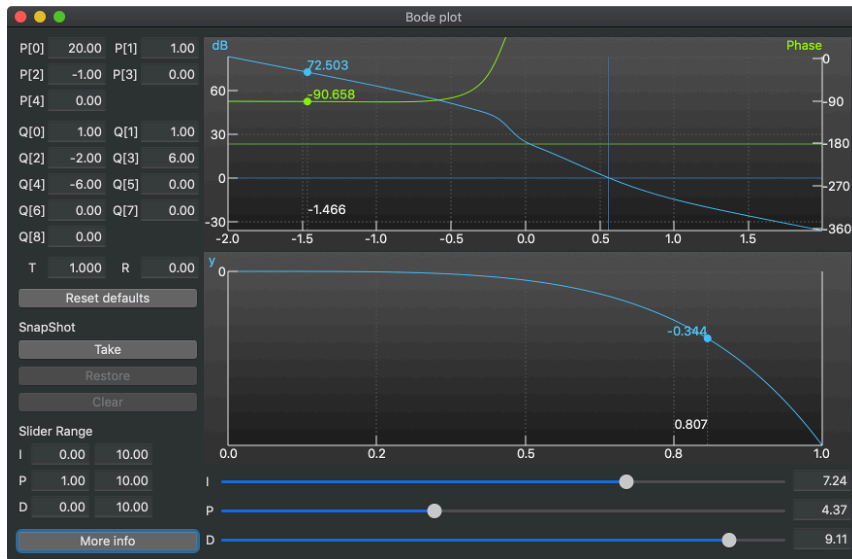 Bode plot
P[0] 20.00 P[1] 1.00
P[2] -1.00 P[3] 0.00
P[4] 0.00
Q[0] 1.00 Q[1] 1.00
Q[2] -2.00 Q[3] 6.00
Q[4] -6.00 Q[5] 0.00
Q[6] 0.00 Q[7] 0.00
Q[8] 0.00
T 1.000 R 0.00
Reset defaults
SnapShot
Take
Restore
Clear
Slider Range
I 0.00 10.00
P 1.00 10.00
D 0.00 10.00
More info
dB Phase
72.503 0
60 -90.658 -90
30 -180
0 -270
-1.466
-30 -360
-2.0 -1.5 -1.0 -0.5 0.0 0.5 1.0 1.5
y
0
-0.344
0.807
0.0 0.2 0.5 0.8 1.0
I 7.24
P 4.37
D 9.11